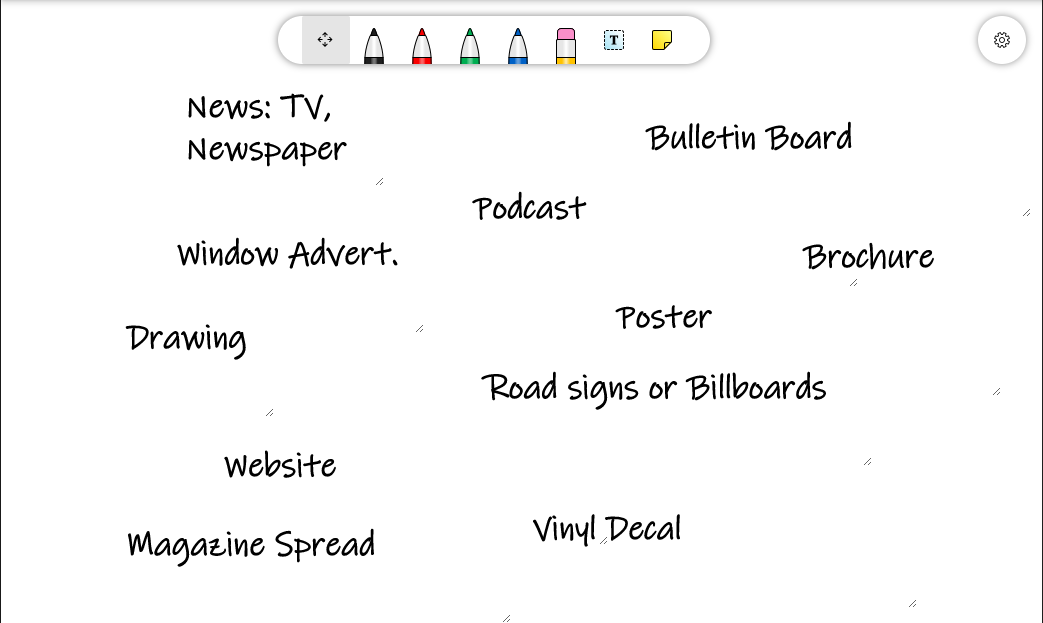 T
News: TV,
Newspaper
Bulletin Board
Podcast
Window Advert.
Brochure
Poster
Drawing
Road signs or Billboards
Website
Vinyl Decal
Magazine Spread